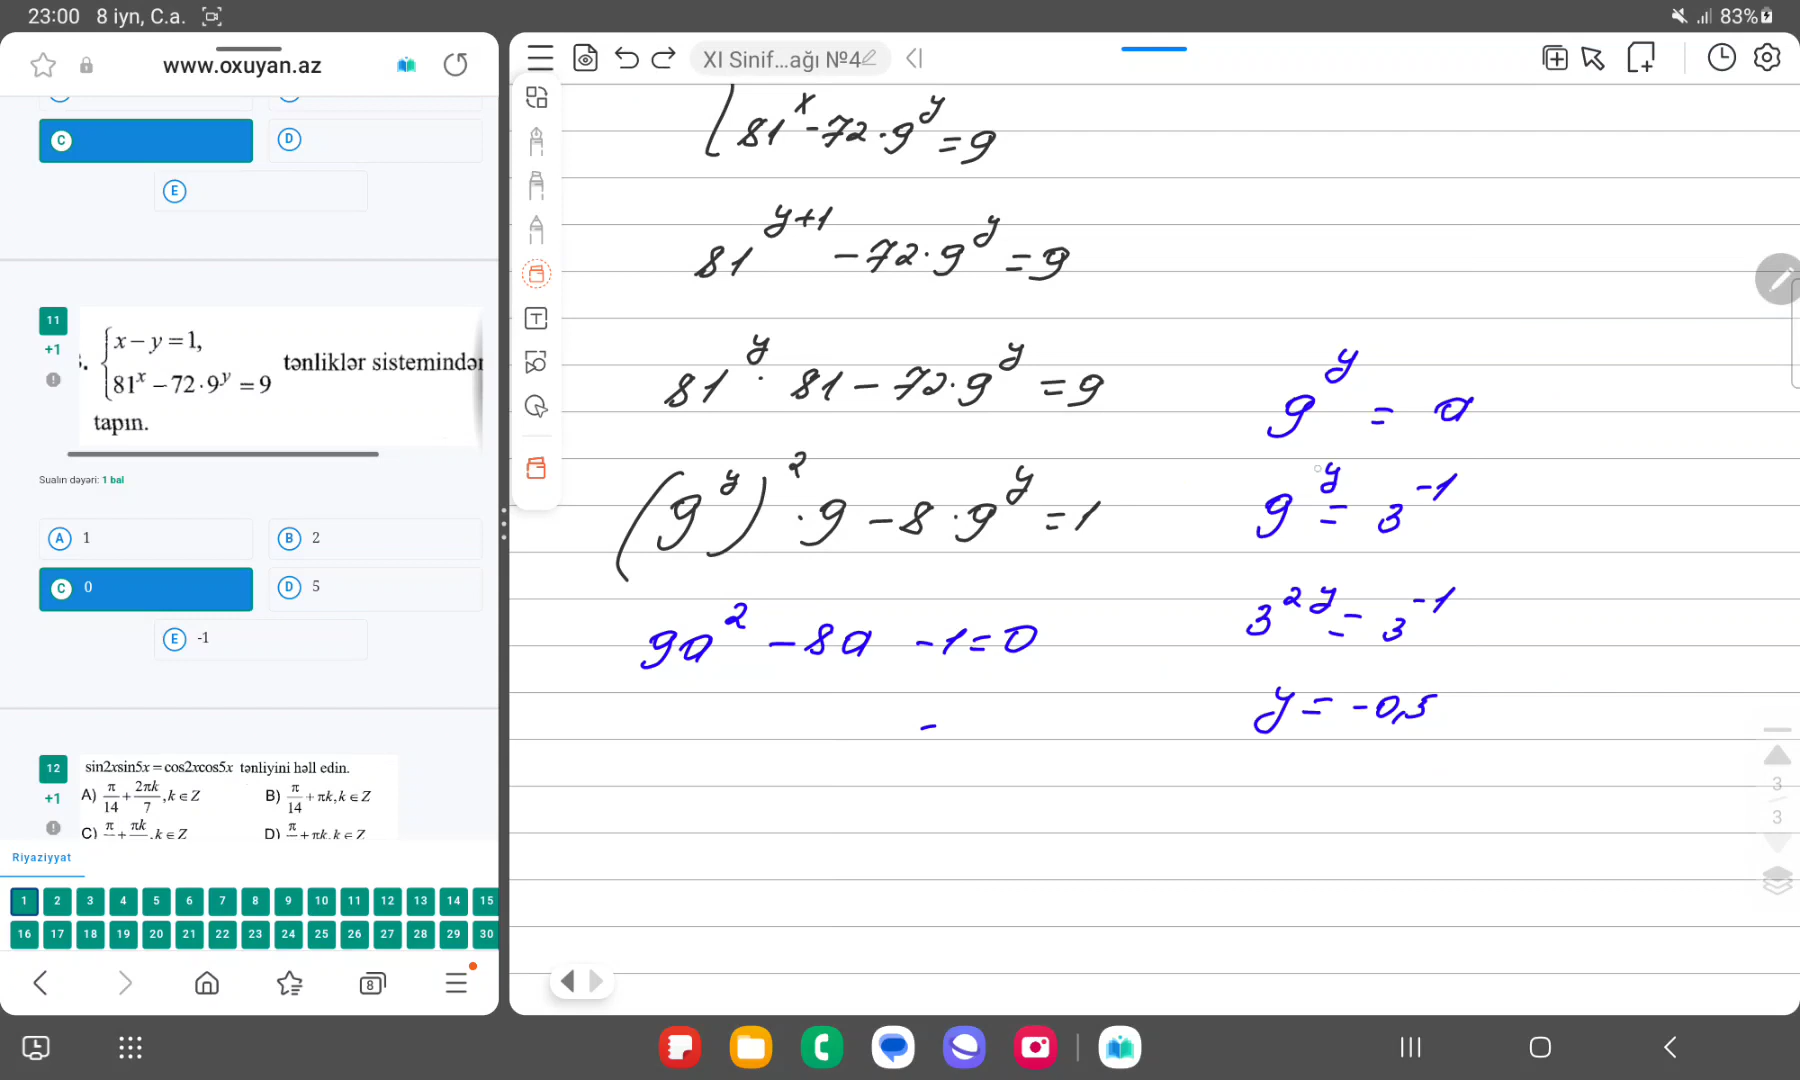 23:00 8 iyn, C.a.
83%
www.oxuyan.az
C
D
E
11
+1
{x − y = 1,
81^x − 72·9^y = 9
tənliklər sistemindən
tapın.
Sualın dəyəri: 1 bal
A 1
B 2
C 0
D 5
E -1
12
+1
sin2xsin5x = cos2xcos5x tənliyini həll edin.
A) π/14 + 2πk/7, k ∈ Z
B) π/14 + πk, k ∈ Z
Riyaziyyat
1 2 3 4 5 6 7 8 9 10 11 12 13 14 15
16 17 18 19 20 21 22 23 24 25 26 27 28 29 30
8
XI Sinif...ağı №4
81^x - 72·9^y = 9
81^(y+1) - 72·9^y = 9
81^y · 81 - 72·9^y = 9
(9^y)^2 · 9 - 8·9^y = 1
9a^2 - 8a - 1 = 0
-
9^y = a
9^y = 3^-1
3^2y = 3^-1
y = -0,5
3
3